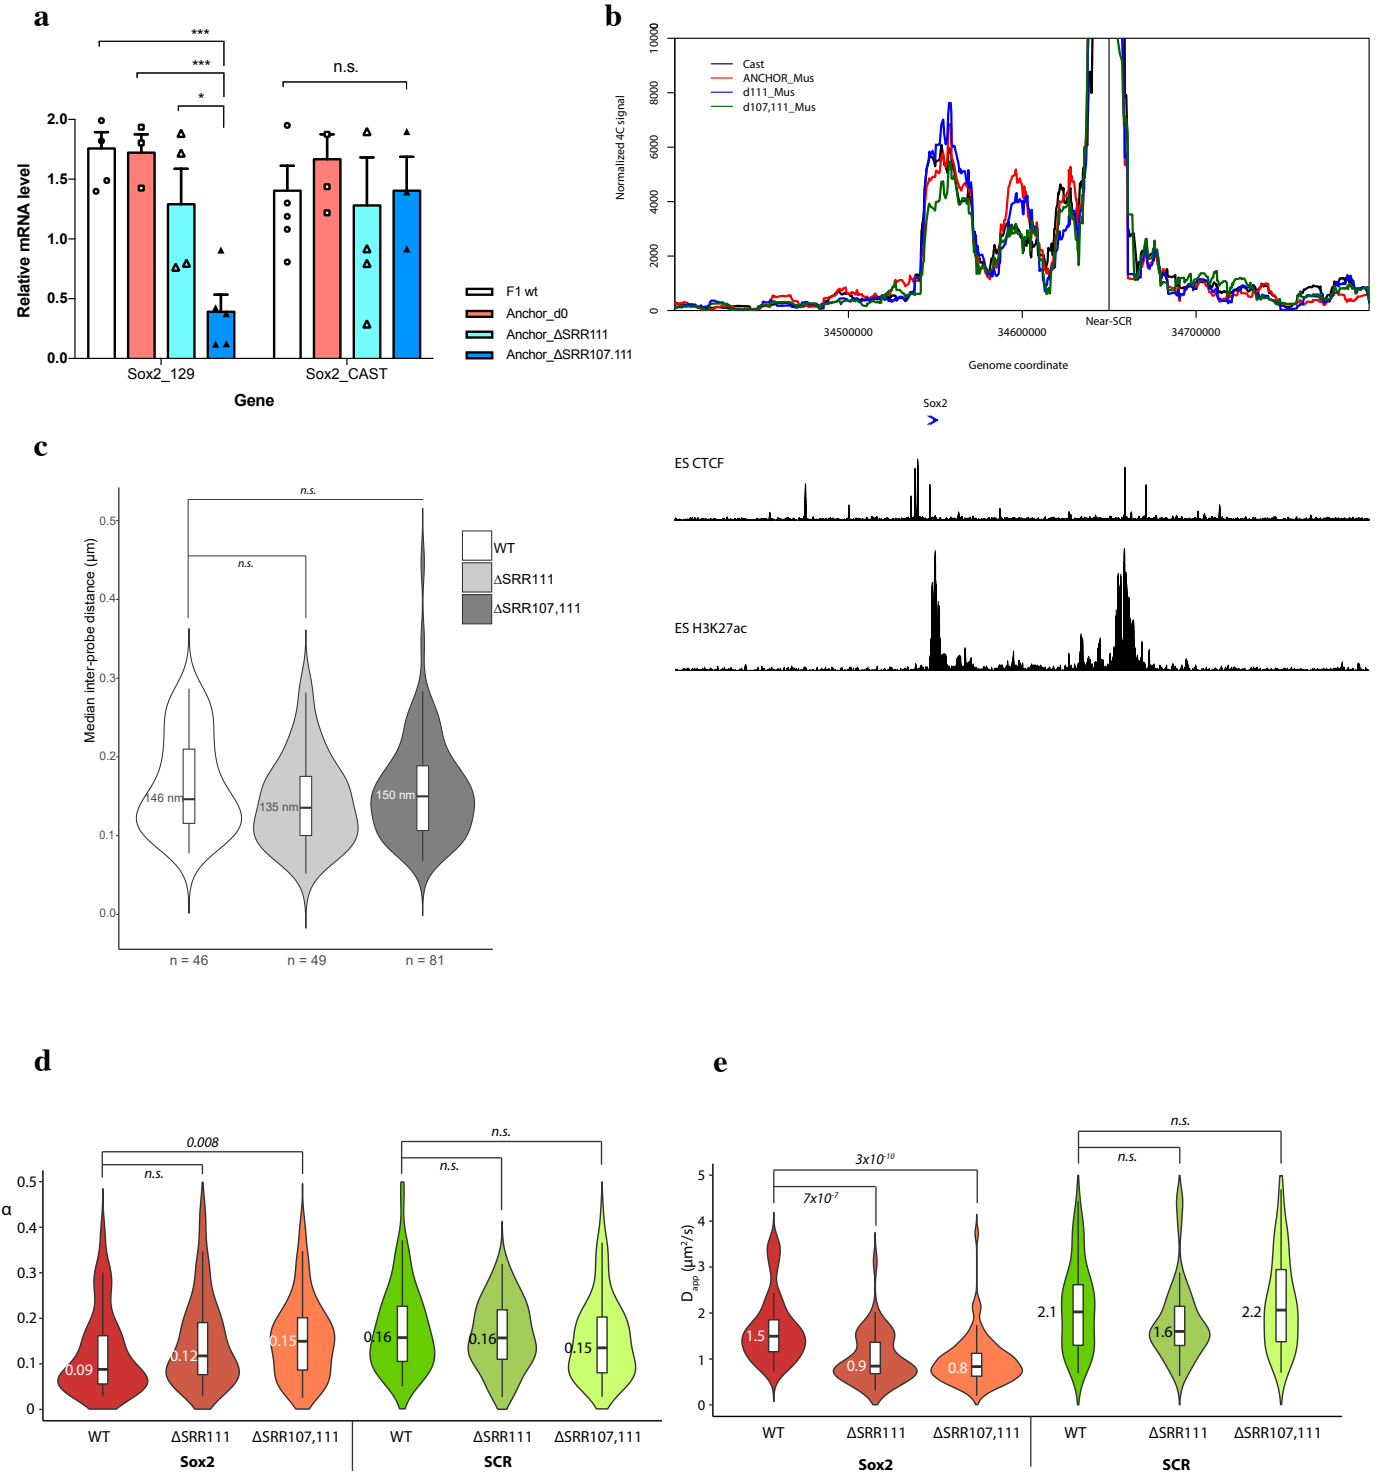 a
***
***
*
n.s.
2.0
1.5
1.0
0.5
0.0
Relative mRNA level
Sox2_129
Sox2_CAST
Gene
F1 wt
Anchor_d0
Anchor_ΔSRR111
Anchor_ΔSRR107.111
b
10000
8000
6000
4000
2000
0
Normalized 4C signal
Cast
ANCHOR_Mus
d111_Mus
d107,111_Mus
34500000
34600000
34700000
Near-SCR
Genome coordinate
Sox2
ES CTCF
ES H3K27ac
c
n.s.
n.s.
0.5
0.4
0.3
0.2
0.1
0.0
Median inter-probe distance (μm)
WT
ΔSRR111
ΔSRR107,111
146 nm
135 nm
150 nm
n = 46
n = 49
n = 81
d
0.008
n.s.
n.s.
n.s.
α
0.5
0.4
0.3
0.2
0.1
0
0.09
0.12
0.15
0.16
0.16
0.15
WT
ΔSRR111
ΔSRR107,111
WT
ΔSRR111
ΔSRR107,111
Sox2
SCR
e
3x10⁻¹⁰
7x10⁻⁷
n.s.
n.s.
Dapp (μm²/s)
5
4
3
2
1
0
1.5
0.9
0.8
2.1
1.6
2.2
WT
ΔSRR111
ΔSRR107,111
WT
ΔSRR111
ΔSRR107,111
Sox2
SCR